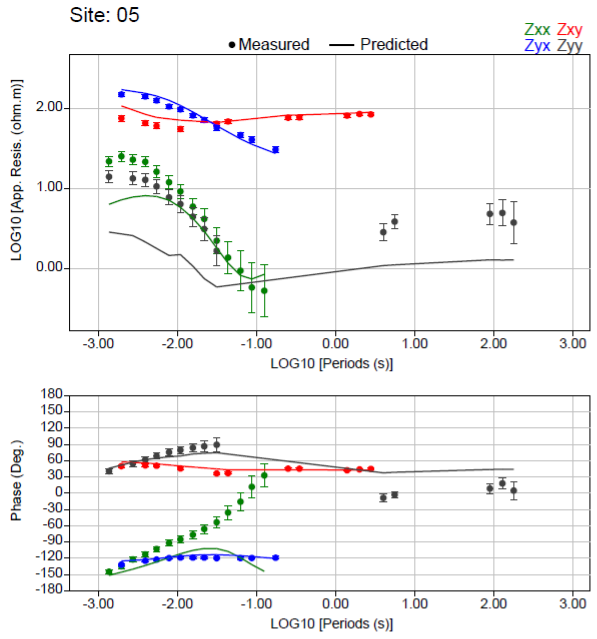 Site: 05
Zxx Zxy
Measured Predicted Zyx Zyy
LOG10 [App. Resis. (ohm.m)]
2.00
1.00
0.00
-3.00 -2.00 -1.00 0.00 1.00 2.00 3.00
LOG10 [Periods (s)]
Phase (Deg.)
180
150
120
90
60
30
0
-30
-60
-90
-120
-150
-180
-3.00 -2.00 -1.00 0.00 1.00 2.00 3.00
LOG10 [Periods (s)]